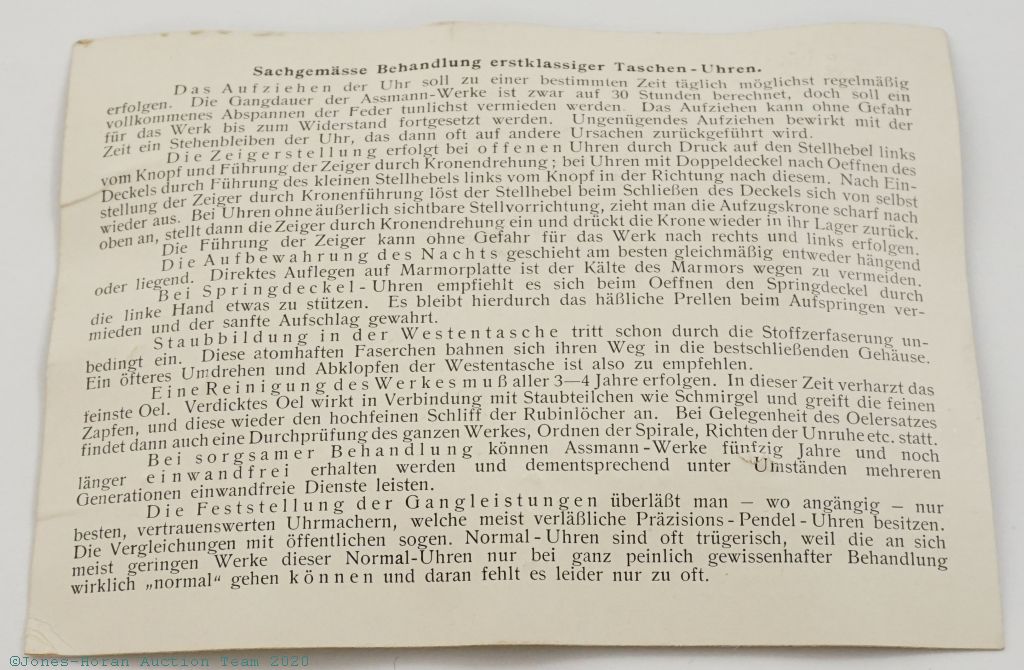 Sachgemässe Behandlung erstklassiger Taschen-Uhren.
Das Aufziehen der Uhr soll zu einer bestimmten Zeit täglich möglichst regelmäßig
erfolgen. Die Gangdauer der Assmann-Werke ist zwar auf 30 Stunden berechnet, doch soll ein
vollkommenes Abspannen der Feder tunlichst vermieden werden. Das Aufziehen kann ohne Gefahr
für das Werk bis zum Widerstand fortgesetzt werden. Ungenügendes Aufziehen bewirkt mit der
Zeit ein Stehenbleiben der Uhr, das dann oft auf andere Ursachen zurückgeführt wird.
Die Zeigerstellung erfolgt bei offenen Uhren durch Druck auf den Stellhebel links
vom Knopf und Führung der Zeiger durch Kronendrehung; bei Uhren mit Doppeldeckel nach Oeffnen des
Deckels durch Führung des kleinen Stellhebels links vom Knopf in der Richtung nach diesem. Nach Ein-
stellung der Zeiger durch Kronenführung löst der Stellhebel beim Schließen des Deckels sich von selbst
wieder aus. Bei Uhren ohne äußerlich sichtbare Stellvorrichtung, zieht man die Aufzugskrone scharf nach
oben an, stellt dann die Zeiger durch Kronendrehung ein und drückt die Krone wieder in ihr Lager zurück.
Die Führung der Zeiger kann ohne Gefahr für das Werk nach rechts und links erfolgen.
Die Aufbewahrung des Nachts geschieht am besten gleichmäßig entweder hängend
oder liegend. Direktes Auflegen auf Marmorplatte ist der Kälte des Marmors wegen zu vermeiden.
Bei Springdeckel-Uhren empfiehlt es sich beim Oeffnen den Springdeckel durch
die linke Hand etwas zu stützen. Es bleibt hierdurch das häßliche Prellen beim Aufspringen ver-
mieden und der sanfte Aufschlag gewahrt.
Staubbildung in der Westentasche tritt schon durch die Stoffzerfaserung un-
bedingt ein. Diese atomhaften Faserchen bahnen sich ihren Weg in die bestschließenden Gehäuse.
Ein öfteres Umdrehen und Abklopfen der Westentasche ist also zu empfehlen.
Eine Reinigung des Werkes muß aller 3—4 Jahre erfolgen. In dieser Zeit verharzt das
feinste Oel. Verdicktes Oel wirkt in Verbindung mit Staubteilchen wie Schmirgel und greift die feinen
Zapfen, und diese wieder den hochfeinen Schliff der Rubinlöcher an. Bei Gelegenheit des Oelersatzes
findet dann auch eine Durchprüfung des ganzen Werkes, Ordnen der Spirale, Richten der Unruhe etc. statt.
Bei sorgsamer Behandlung können Assmann-Werke fünfzig Jahre und noch
länger einwandfrei erhalten werden und dementsprechend unter Umständen mehreren
Generationen einwandfreie Dienste leisten.
Die Feststellung der Gangleistungen überläßt man — wo angängig — nur
besten, vertrauenswerten Uhrmachern, welche meist verläßliche Präzisions-Pendel-Uhren besitzen.
Die Vergleichungen mit öffentlichen sogen. Normal-Uhren sind oft trügerisch, weil die an sich
meist geringen Werke dieser Normal-Uhren nur bei ganz peinlich gewissenhafter Behandlung
wirklich „normal“ gehen können und daran fehlt es leider nur zu oft.
©Jones-Horan Auction Team 2020